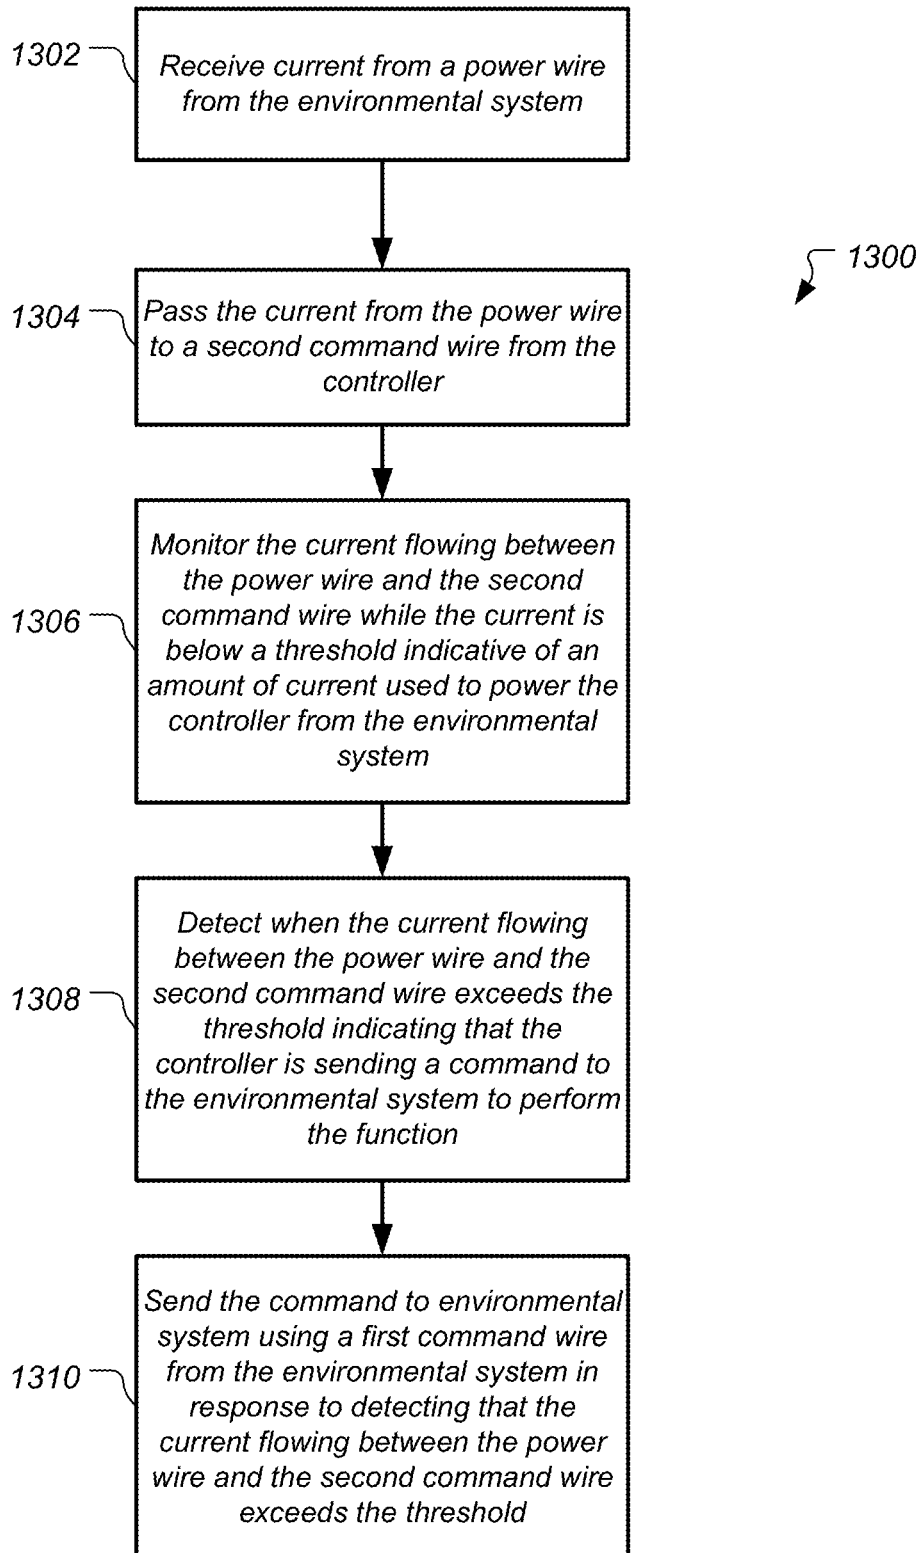 1302
Receive current from a power wire
from the environmental system
1300
1304
Pass the current from the power wire
to a second command wire from the
controller
1306
Monitor the current flowing between
the power wire and the second
command wire while the current is
below a threshold indicative of an
amount of current used to power the
controller from the environmental
system
1308
Detect when the current flowing
between the power wire and the
second command wire exceeds the
threshold indicating that the
controller is sending a command to
the environmental system to perform
the function
1310
Send the command to environmental
system using a first command wire
from the environmental system in
response to detecting that the
current flowing between the power
wire and the second command wire
exceeds the threshold